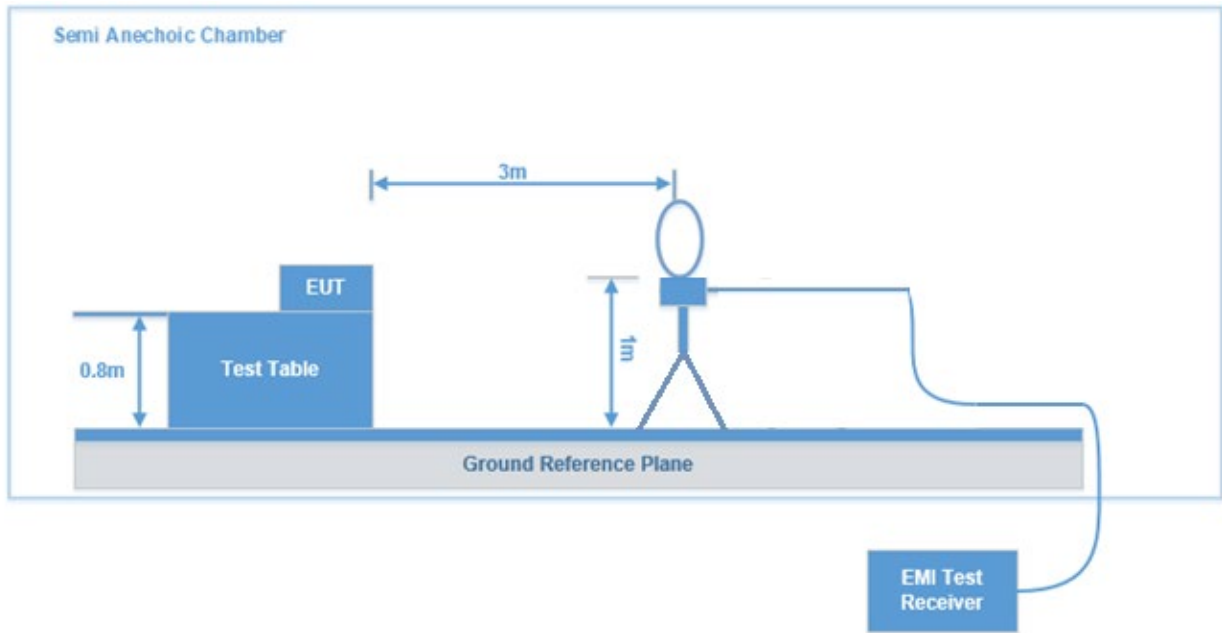 Semi Anechoic Chamber
3m
EUT
0.8m
Test Table
1m
Ground Reference Plane
EMI Test
Receiver